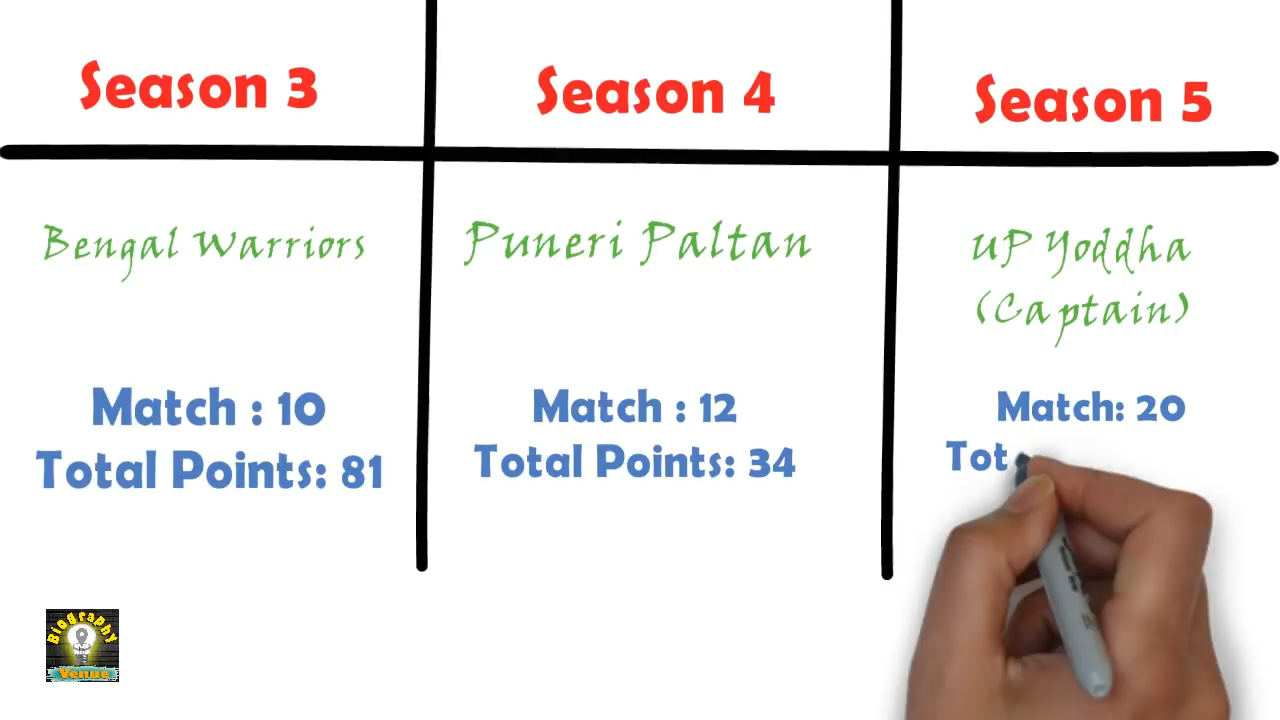 Season 3
Season 4
Season 5
Bengal Warriors
Puneri Paltan
UP Yoddha
(Captain)
Match : 10
Total Points: 81
Match : 12
Total Points: 34
Match: 20
Tot
Biography
Venue